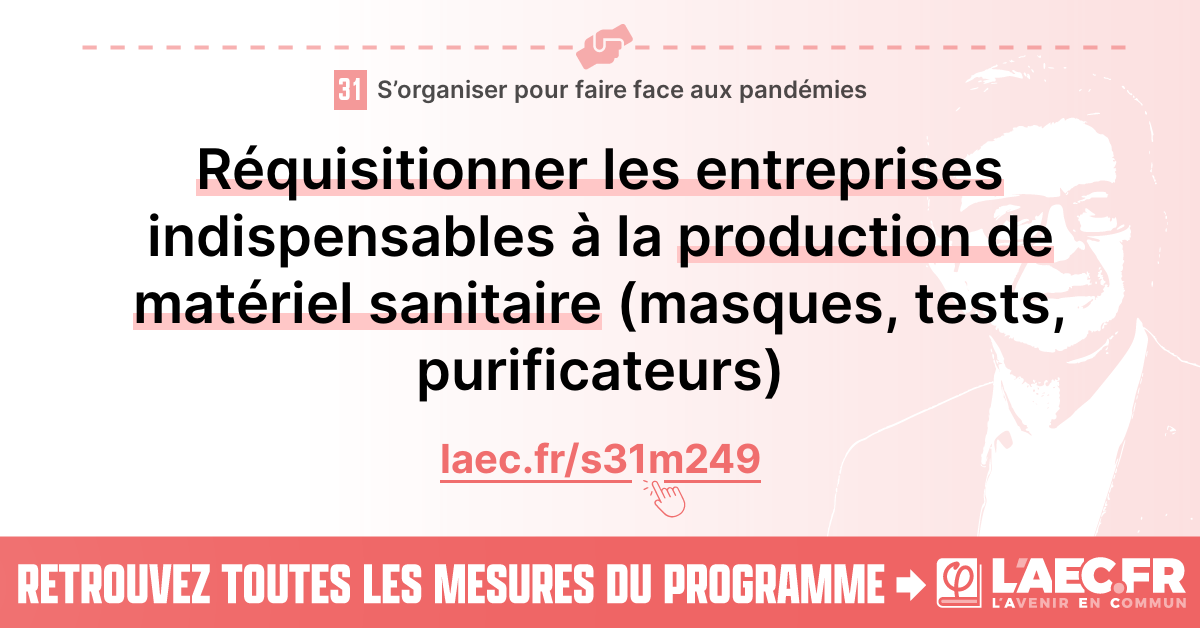 31 S’organiser pour faire face aux pandémies
Réquisitionner les entreprises
indispensables à la production de
matériel sanitaire (masques, tests,
purificateurs)
laec.fr/s31m249
RETROUVEZ TOUTES LES MESURES DU PROGRAMME
φ L'AEC.FR
L'AVENIR EN COMMUN